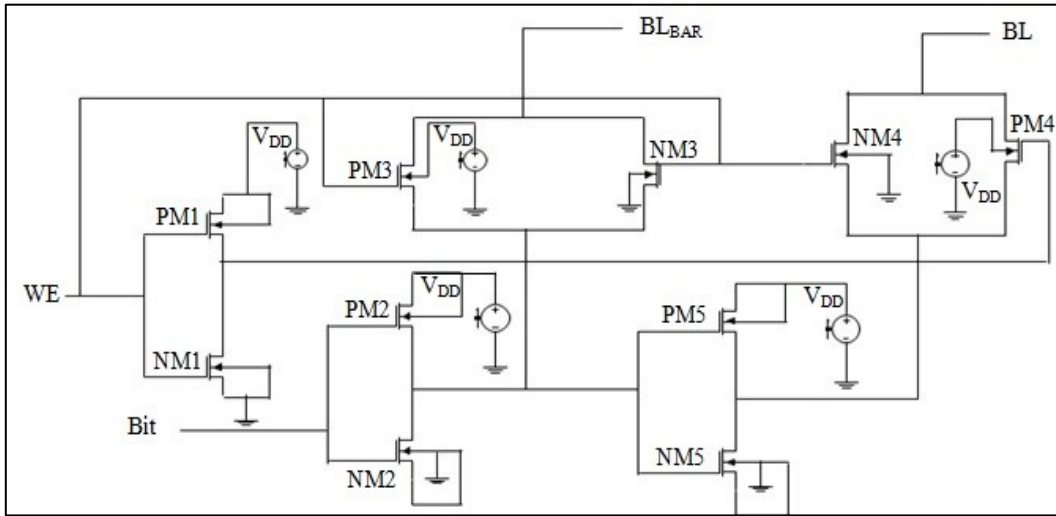 BL_BAR
BL
V_DD
PM3
V_DD
NM3
NM4
PM4
V_DD
PM1
WE
NM1
PM2
V_DD
PM5
V_DD
Bit
NM2
NM5